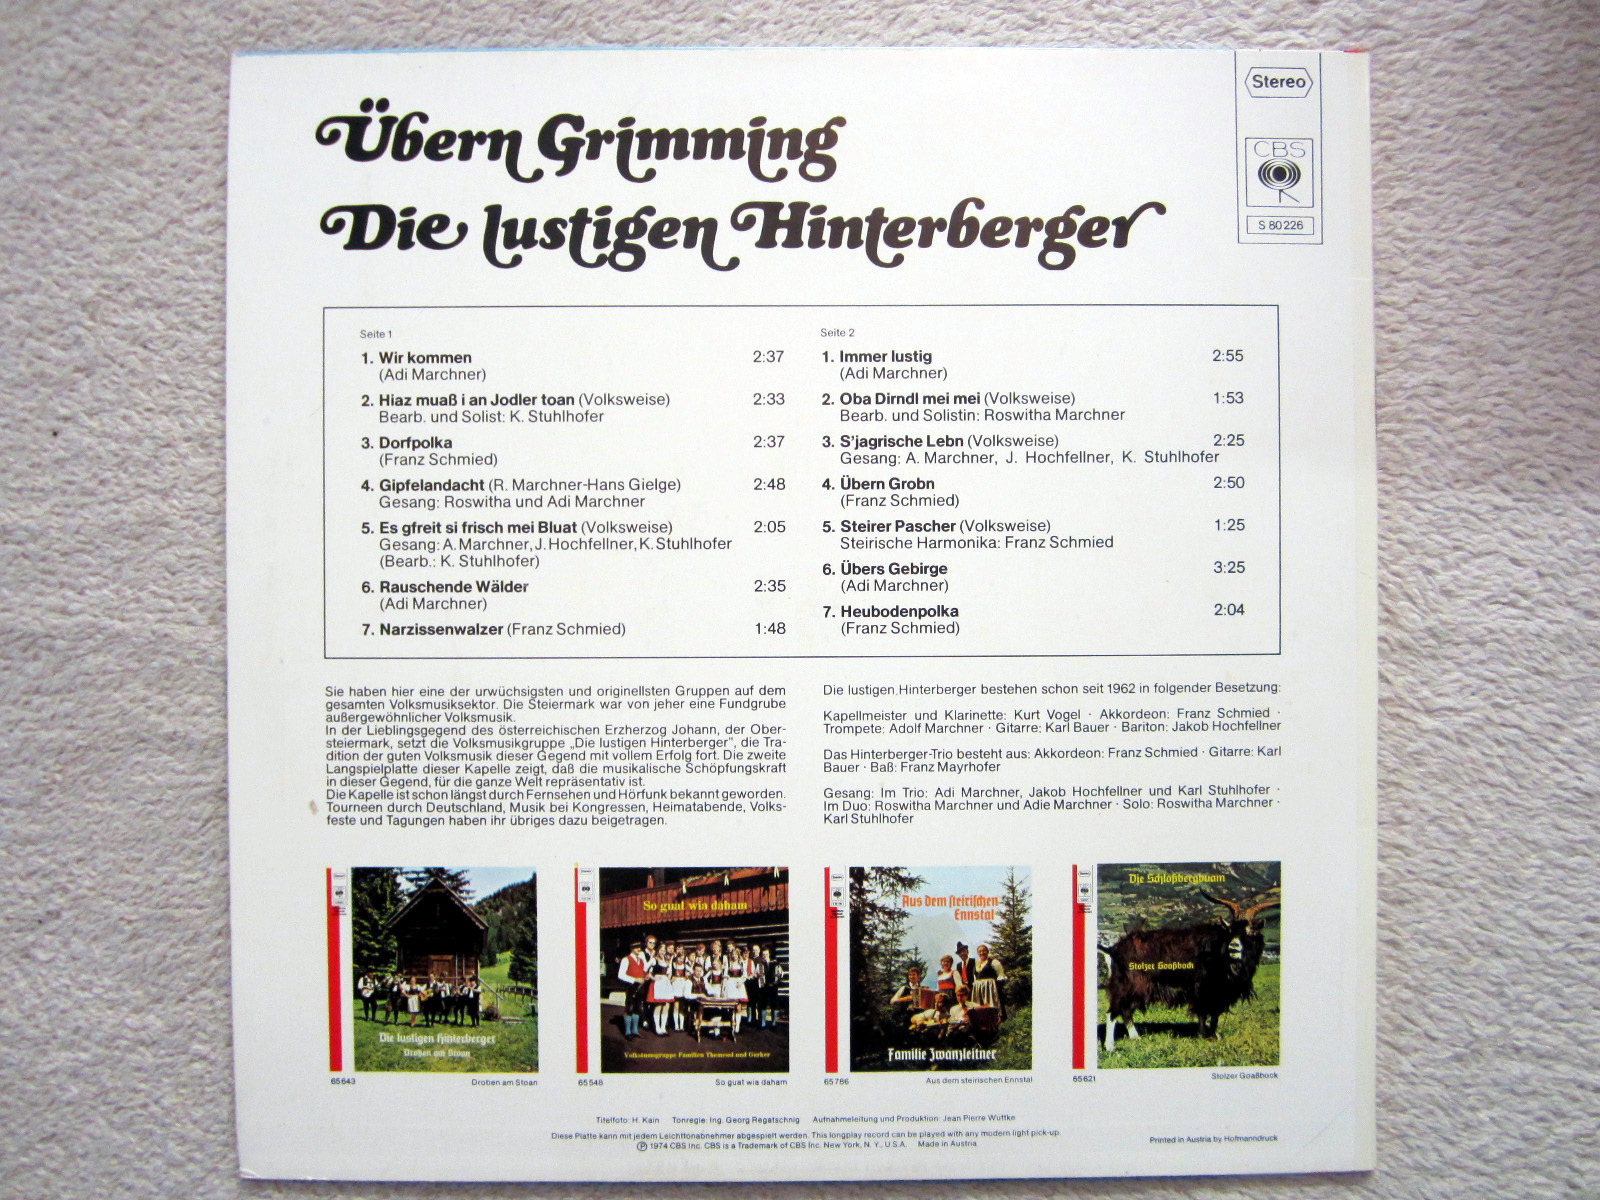 Übern Grimming
Die lustigen Hinterberger
Stereo
CBS
S 80226
Seite 1
1. Wir kommen 2:37
(Adi Marchner)
2. Hiaz muaß i an Jodler toan (Volksweise) 2:33
Bearb. und Solist: K. Stuhlhofer
3. Dorfpolka 2:37
(Franz Schmied)
4. Gipfelandacht (R. Marchner-Hans Gielge) 2:48
Gesang: Roswitha und Adi Marchner
5. Es gfreit si frisch mei Bluat (Volksweise) 2:05
Gesang: A. Marchner, J. Hochfellner, K. Stuhlhofer
(Bearb.: K. Stuhlhofer)
6. Rauschende Wälder 2:35
(Adi Marchner)
7. Narzissenwalzer (Franz Schmied) 1:48
Seite 2
1. Immer lustig 2:55
(Adi Marchner)
2. Oba Dirndl mei mei (Volksweise) 1:53
Bearb. und Solistin: Roswitha Marchner
3. S'jagrische Lebn (Volksweise) 2:25
Gesang: A. Marchner, J. Hochfellner, K. Stuhlhofer
4. Übern Grobn 2:50
(Franz Schmied)
5. Steirer Pascher (Volksweise) 1:25
Steirische Harmonika: Franz Schmied
6. Übers Gebirge 3:25
(Adi Marchner)
7. Heubodenpolka 2:04
(Franz Schmied)
Sie haben hier eine der urwüchsigsten und originellsten Gruppen auf dem
gesamten Volksmusiksektor. Die Steiermark war von jeher eine Fundgrube
außergewöhnlicher Volksmusik.
In der Lieblingsgegend des österreichischen Erzherzog Johann, der Ober-
steiermark, setzt die Volksmusikgruppe „Die lustigen Hinterberger", die Tra-
dition der guten Volksmusik dieser Gegend mit vollem Erfolg fort. Die zweite
Langspielplatte dieser Kapelle zeigt, daß die musikalische Schöpfungskraft
in dieser Gegend, für die ganze Welt repräsentativ ist.
Die Kapelle ist schon längst durch Fernsehen und Hörfunk bekannt geworden.
Tourneen durch Deutschland, Musik bei Kongressen, Heimatabende, Volks-
feste und Tagungen haben ihr übriges dazu beigetragen.
Die lustigen Hinterberger bestehen schon seit 1962 in folgender Besetzung:
Kapellmeister und Klarinette: Kurt Vogel · Akkordeon: Franz Schmied ·
Trompete: Adolf Marchner · Gitarre: Karl Bauer · Bariton: Jakob Hochfellner
Das Hinterberger-Trio besteht aus: Akkordeon: Franz Schmied · Gitarre: Karl
Bauer · Baß: Franz Mayrhofer
Gesang: Im Trio: Adi Marchner, Jakob Hochfellner und Karl Stuhlhofer ·
Im Duo: Roswitha Marchner und Adie Marchner · Solo: Roswitha Marchner ·
Karl Stuhlhofer
Die lustigen Hinterberger
Droben am Stoan
65643 Droben am Stoan
So guat wia daham
Volkstanzgruppe Familien Themessl und Gurker
65548 So guat wia daham
Aus dem steirischen
Ennstal
Familie Zwanzleitner
65786 Aus dem steirischen Ennstal
Die Schloßbergbuam
Stolzer Goaßbock
65621 Stolzer Goaßbock
Titelfoto: H. Kain Tonregie: Ing. Georg Regatschnig Aufnahmeleitung und Produktion: Jean Pierre Wuttke
Diese Platte kann mit jedem Leichttonabnehmer abgespielt werden. This longplay record can be played with any modern light pick-up.
Ⓟ 1974 CBS Inc. CBS is a Trademark of CBS Inc. New York, N. Y., U.S.A. Made in Austria
Printed in Austria by Hofmanndruck